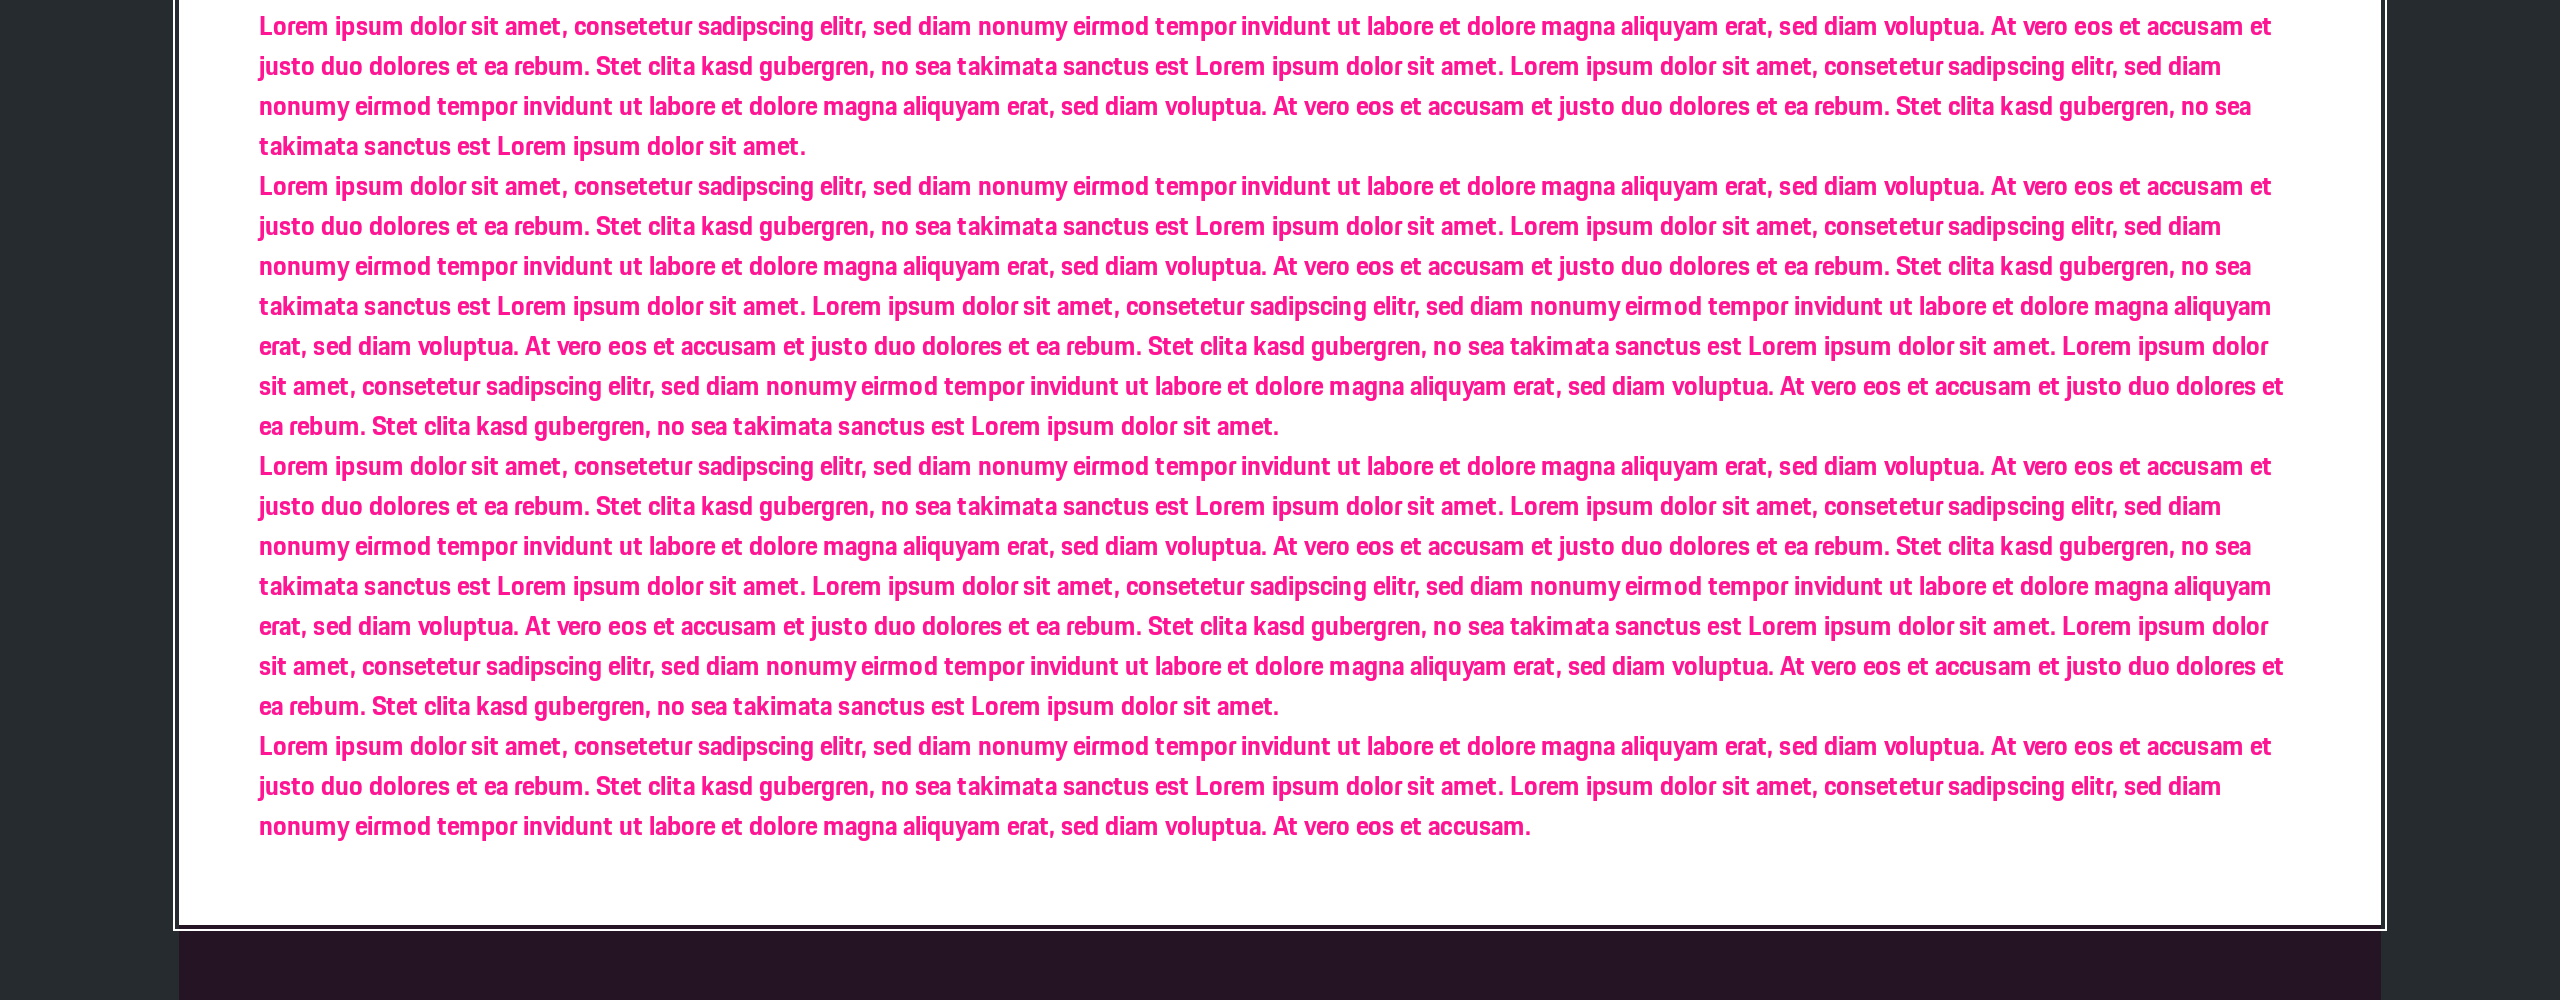 Lorem ipsum dolor sit amet, consetetur sadipscing elitr, sed diam nonumy eirmod tempor invidunt ut labore et dolore magna aliquyam erat, sed diam voluptua. At vero eos et accusam et
justo duo dolores et ea rebum. Stet clita kasd gubergren, no sea takimata sanctus est Lorem ipsum dolor sit amet. Lorem ipsum dolor sit amet, consetetur sadipscing elitr, sed diam
nonumy eirmod tempor invidunt ut labore et dolore magna aliquyam erat, sed diam voluptua. At vero eos et accusam et justo duo dolores et ea rebum. Stet clita kasd gubergren, no sea
takimata sanctus est Lorem ipsum dolor sit amet.
Lorem ipsum dolor sit amet, consetetur sadipscing elitr, sed diam nonumy eirmod tempor invidunt ut labore et dolore magna aliquyam erat, sed diam voluptua. At vero eos et accusam et
justo duo dolores et ea rebum. Stet clita kasd gubergren, no sea takimata sanctus est Lorem ipsum dolor sit amet. Lorem ipsum dolor sit amet, consetetur sadipscing elitr, sed diam
nonumy eirmod tempor invidunt ut labore et dolore magna aliquyam erat, sed diam voluptua. At vero eos et accusam et justo duo dolores et ea rebum. Stet clita kasd gubergren, no sea
takimata sanctus est Lorem ipsum dolor sit amet. Lorem ipsum dolor sit amet, consetetur sadipscing elitr, sed diam nonumy eirmod tempor invidunt ut labore et dolore magna aliquyam
erat, sed diam voluptua. At vero eos et accusam et justo duo dolores et ea rebum. Stet clita kasd gubergren, no sea takimata sanctus est Lorem ipsum dolor sit amet. Lorem ipsum dolor
sit amet, consetetur sadipscing elitr, sed diam nonumy eirmod tempor invidunt ut labore et dolore magna aliquyam erat, sed diam voluptua. At vero eos et accusam et justo duo dolores et
ea rebum. Stet clita kasd gubergren, no sea takimata sanctus est Lorem ipsum dolor sit amet.
Lorem ipsum dolor sit amet, consetetur sadipscing elitr, sed diam nonumy eirmod tempor invidunt ut labore et dolore magna aliquyam erat, sed diam voluptua. At vero eos et accusam et
justo duo dolores et ea rebum. Stet clita kasd gubergren, no sea takimata sanctus est Lorem ipsum dolor sit amet. Lorem ipsum dolor sit amet, consetetur sadipscing elitr, sed diam
nonumy eirmod tempor invidunt ut labore et dolore magna aliquyam erat, sed diam voluptua. At vero eos et accusam et justo duo dolores et ea rebum. Stet clita kasd gubergren, no sea
takimata sanctus est Lorem ipsum dolor sit amet. Lorem ipsum dolor sit amet, consetetur sadipscing elitr, sed diam nonumy eirmod tempor invidunt ut labore et dolore magna aliquyam
erat, sed diam voluptua. At vero eos et accusam et justo duo dolores et ea rebum. Stet clita kasd gubergren, no sea takimata sanctus est Lorem ipsum dolor sit amet. Lorem ipsum dolor
sit amet, consetetur sadipscing elitr, sed diam nonumy eirmod tempor invidunt ut labore et dolore magna aliquyam erat, sed diam voluptua. At vero eos et accusam et justo duo dolores et
ea rebum. Stet clita kasd gubergren, no sea takimata sanctus est Lorem ipsum dolor sit amet.
Lorem ipsum dolor sit amet, consetetur sadipscing elitr, sed diam nonumy eirmod tempor invidunt ut labore et dolore magna aliquyam erat, sed diam voluptua. At vero eos et accusam et
justo duo dolores et ea rebum. Stet clita kasd gubergren, no sea takimata sanctus est Lorem ipsum dolor sit amet. Lorem ipsum dolor sit amet, consetetur sadipscing elitr, sed diam
nonumy eirmod tempor invidunt ut labore et dolore magna aliquyam erat, sed diam voluptua. At vero eos et accusam.